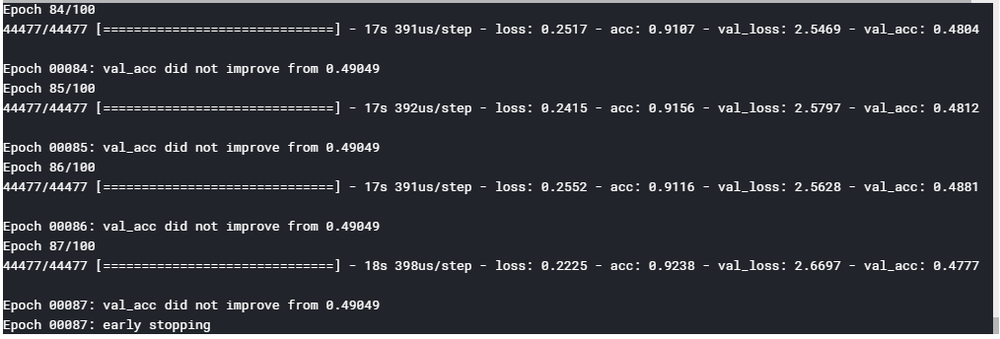 Epoch 84/100
44477/44477 [==============================] - 17s 391us/step - loss: 0.2517 - acc: 0.9107 - val_loss: 2.5469 - val_acc: 0.4804
Epoch 00084: val_acc did not improve from 0.49049
Epoch 85/100
44477/44477 [==============================] - 17s 392us/step - loss: 0.2415 - acc: 0.9156 - val_loss: 2.5797 - val_acc: 0.4812
Epoch 00085: val_acc did not improve from 0.49049
Epoch 86/100
44477/44477 [==============================] - 17s 391us/step - loss: 0.2552 - acc: 0.9116 - val_loss: 2.5628 - val_acc: 0.4881
Epoch 00086: val_acc did not improve from 0.49049
Epoch 87/100
44477/44477 [==============================] - 18s 398us/step - loss: 0.2225 - acc: 0.9238 - val_loss: 2.6697 - val_acc: 0.4777
Epoch 00087: val_acc did not improve from 0.49049
Epoch 00087: early stopping